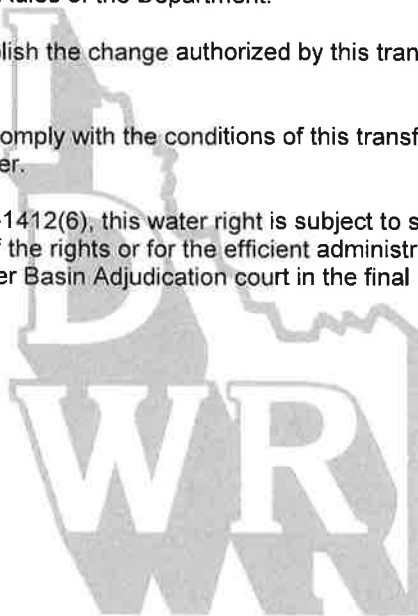 Rules of the Department.
plish the change authorized by this tran
omply with the conditions of this transf
er.
-1412(6), this water right is subject to s
f the rights or for the efficient administr
er Basin Adjudication court in the final
I
D
WR